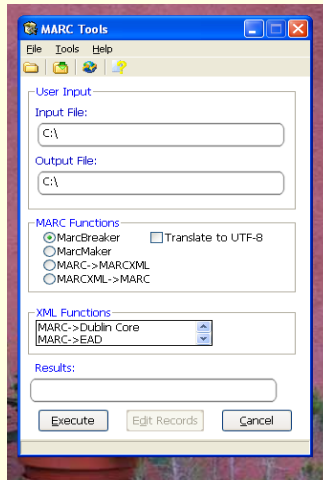 MARC Tools
File Tools Help
User Input
Input File:
C:\
Output File:
C:\
MARC Functions
MarcBreaker Translate to UTF-8
MarcMaker
MARC->MARCXML
MARCXML->MARC
XML Functions
MARC->Dublin Core
MARC->EAD
Results:
Execute Edit Records Cancel